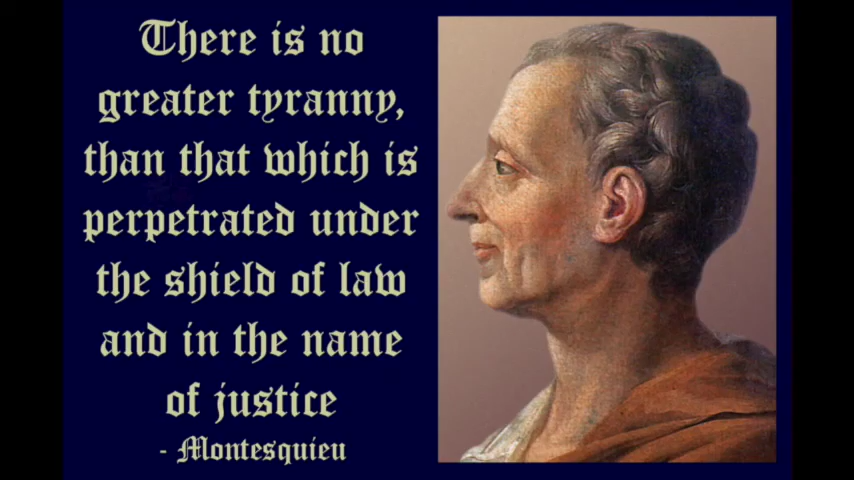 There is no
greater tyranny,
than that which is
perpetrated under
the shield of law
and in the name
of justice
- Montesquieu